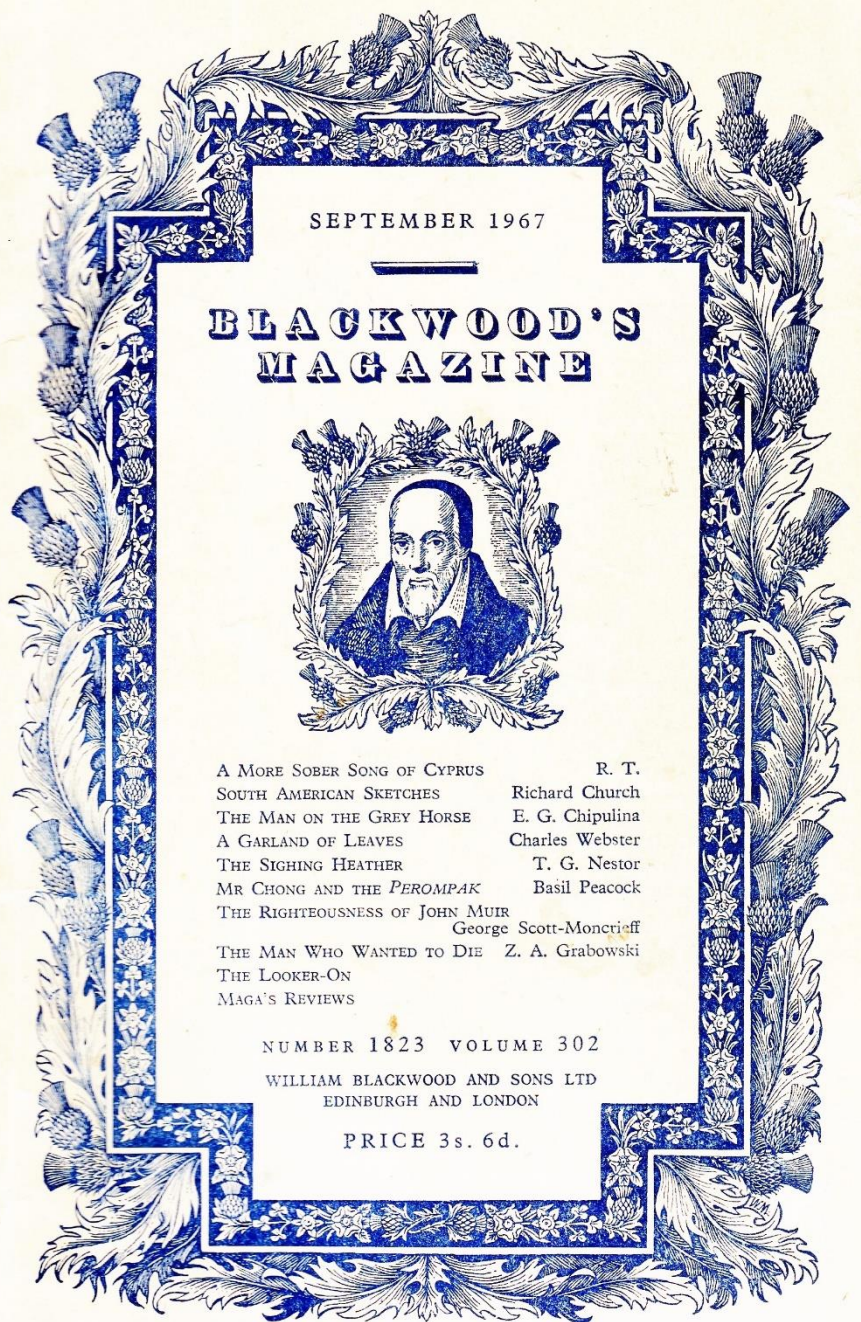 SEPTEMBER 1967
BLACKWOOD'S
MAGAZINE
A MORE SOBER SONG OF CYPRUS R. T.
SOUTH AMERICAN SKETCHES Richard Church
THE MAN ON THE GREY HORSE E. G. Chipulina
A GARLAND OF LEAVES Charles Webster
THE SIGHING HEATHER T. G. Nestor
MR CHONG AND THE PEROMPAK Basil Peacock
THE RIGHTEOUSNESS OF JOHN MUIR
George Scott-Moncrieff
THE MAN WHO WANTED TO DIE Z. A. Grabowski
THE LOOKER-ON
MAGA'S REVIEWS
NUMBER 1823 VOLUME 302
WILLIAM BLACKWOOD AND SONS LTD
EDINBURGH AND LONDON
PRICE 3s. 6d.